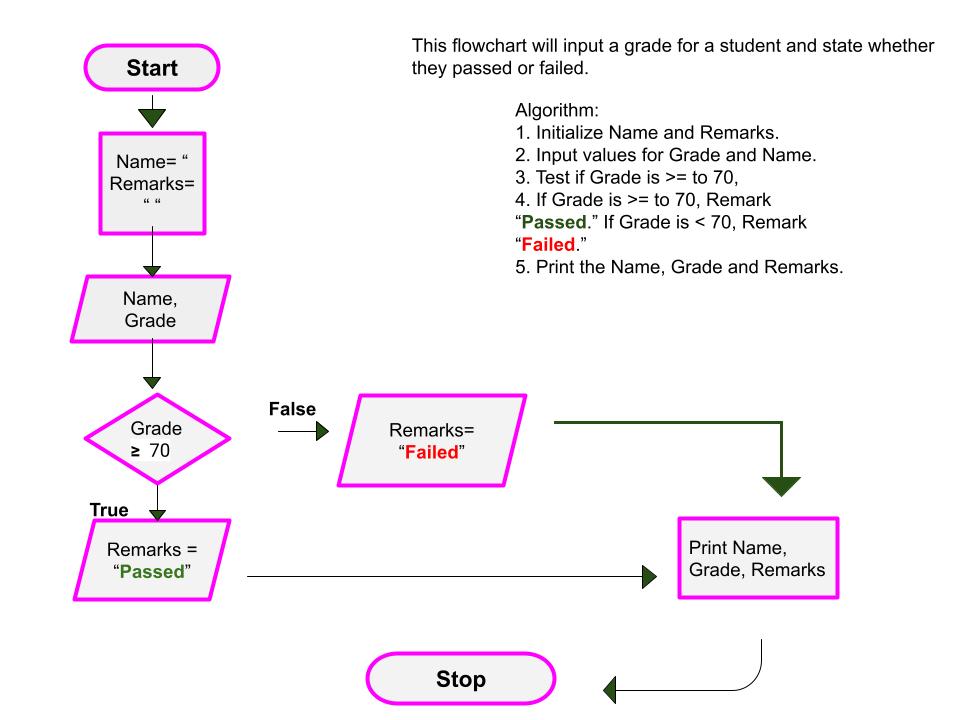 This flowchart will input a grade for a student and state whether
they passed or failed.
Start
Algorithm:
1. Initialize Name and Remarks.
2. Input values for Grade and Name.
3. Test if Grade is >= to 70,
4. If Grade is >= to 70, Remark
“Passed.” If Grade is < 70, Remark
“Failed.”
5. Print the Name, Grade and Remarks.
Name= “
Remarks=
“ “
Name,
Grade
Grade
≥ 70
False
Remarks=
“Failed”
True
Remarks =
“Passed”
Print Name,
Grade, Remarks
Stop